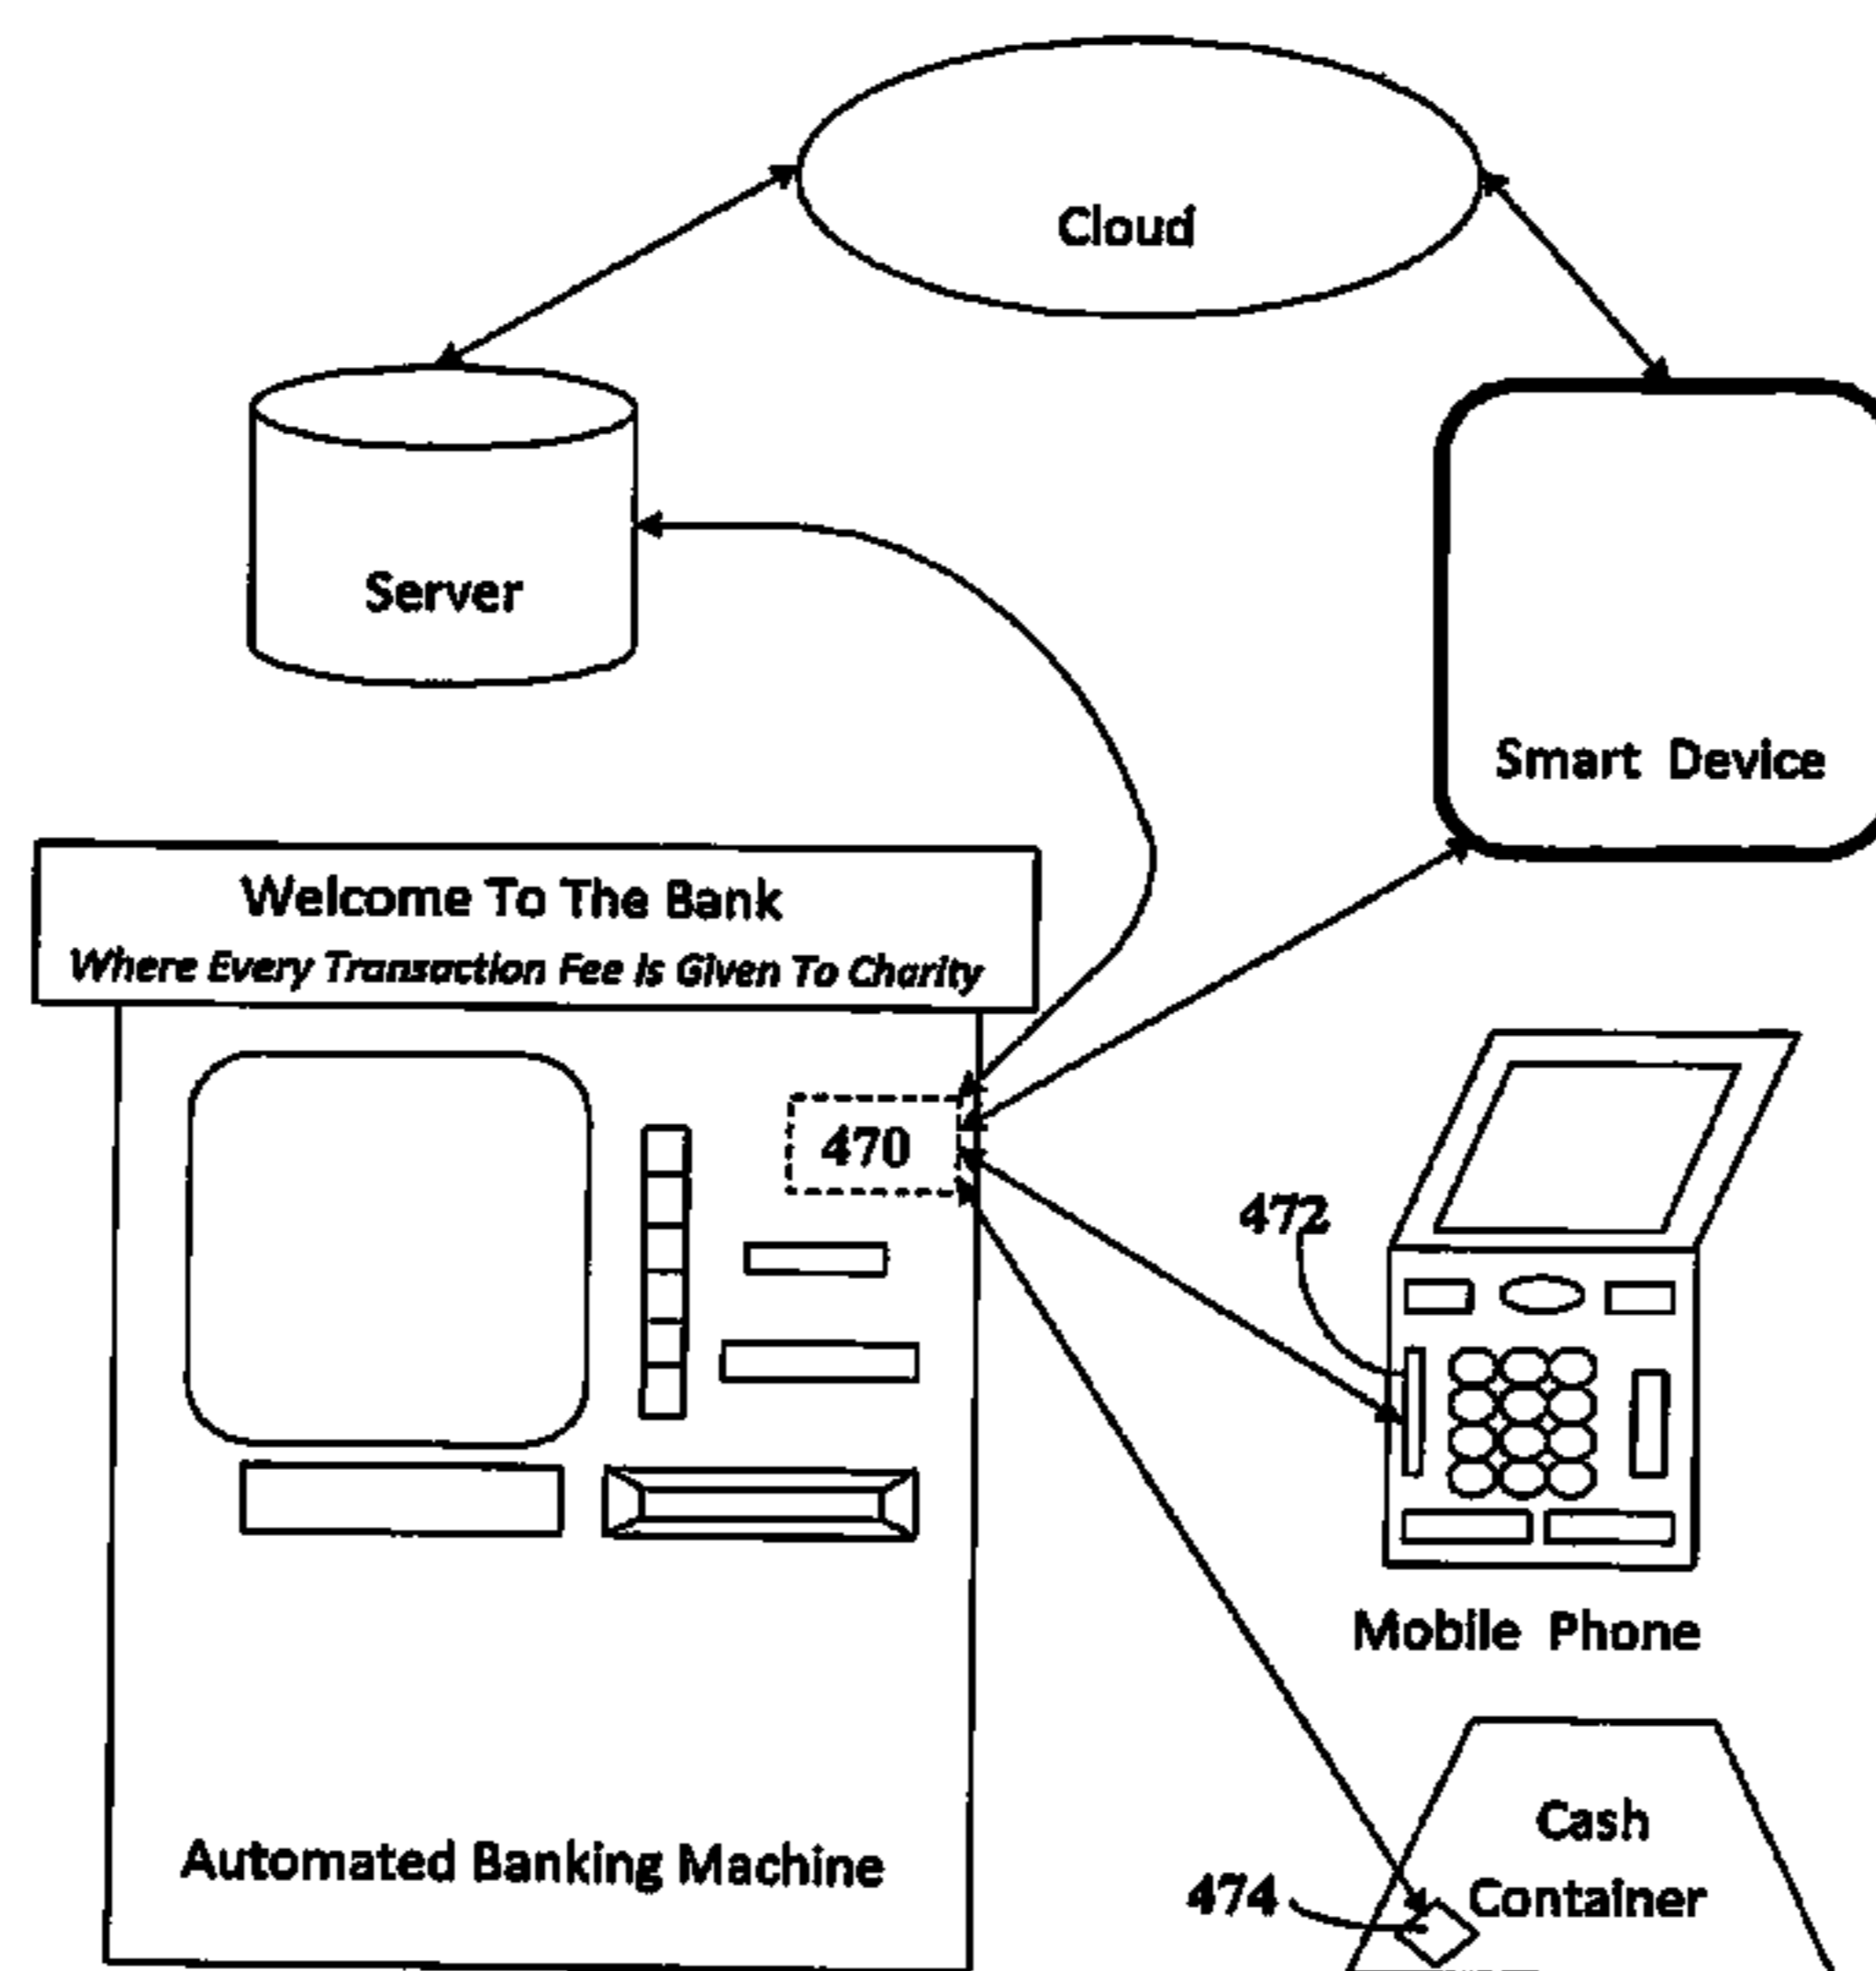 Cloud
Server
Smart Device
Welcome To The Bank
Where Every Transaction Fee Is Given To Charity
470
472
Mobile Phone
Cash
Container
Automated Banking Machine
474